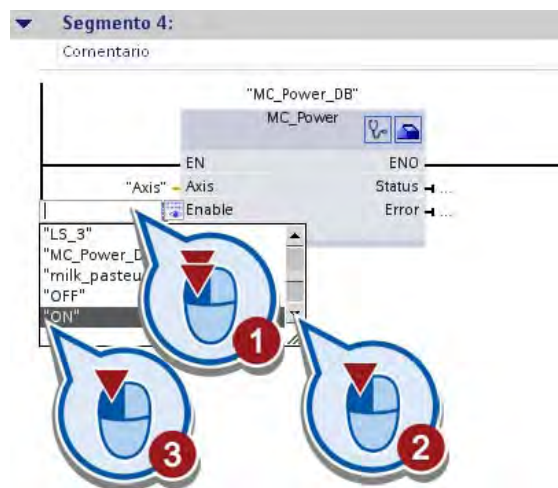 Segmento 4:
Comentario
"MC_Power_DB"
MC_Power
EN ENO
"Axis" Axis Status ...
Enable Error ...
"LS_3"
"MC_Power_D
"milk_pasteu
"OFF"
"ON"
1
2
3